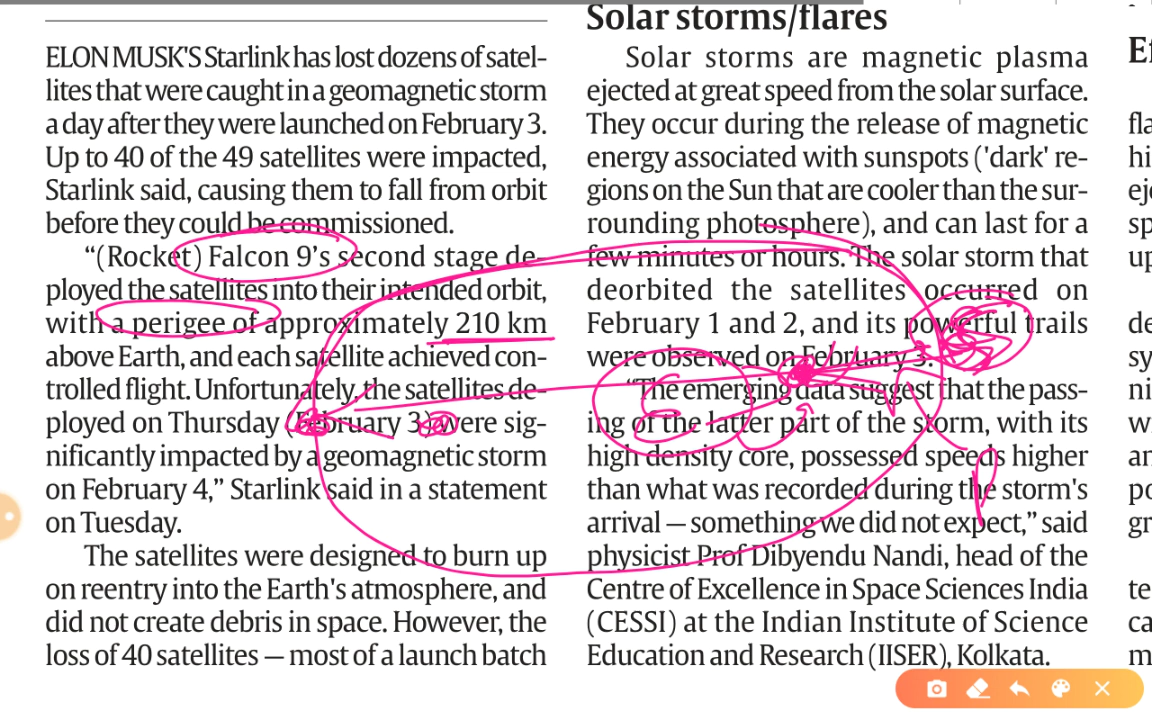 ELON MUSK'S Starlink has lost dozens of satel-
lites that were caught in a geomagnetic storm
a day after they were launched on February 3.
Up to 40 of the 49 satellites were impacted,
Starlink said, causing them to fall from orbit
before they could be commissioned.
“(Rocket) Falcon 9’s second stage de-
ployed the satellites into their intended orbit,
with a perigee of approximately 210 km
above Earth, and each satellite achieved con-
trolled flight. Unfortunately, the satellites de-
ployed on Thursday (February 3) were sig-
nificantly impacted by a geomagnetic storm
on February 4,” Starlink said in a statement
on Tuesday.
The satellites were designed to burn up
on reentry into the Earth's atmosphere, and
did not create debris in space. However, the
loss of 40 satellites — most of a launch batch
Solar storms/flares
Solar storms are magnetic plasma
ejected at great speed from the solar surface.
They occur during the release of magnetic
energy associated with sunspots ('dark' re-
gions on the Sun that are cooler than the sur-
rounding photosphere), and can last for a
few minutes or hours. The solar storm that
deorbited the satellites occurred on
February 1 and 2, and its powerful trails
were observed on February 3.
“The emerging data suggest that the pass-
ing of the latter part of the storm, with its
high density core, possessed speeds higher
than what was recorded during the storm's
arrival — something we did not expect,” said
physicist Prof Dibyendu Nandi, head of the
Centre of Excellence in Space Sciences India
(CESSI) at the Indian Institute of Science
Education and Research (IISER), Kolkata.
E
P